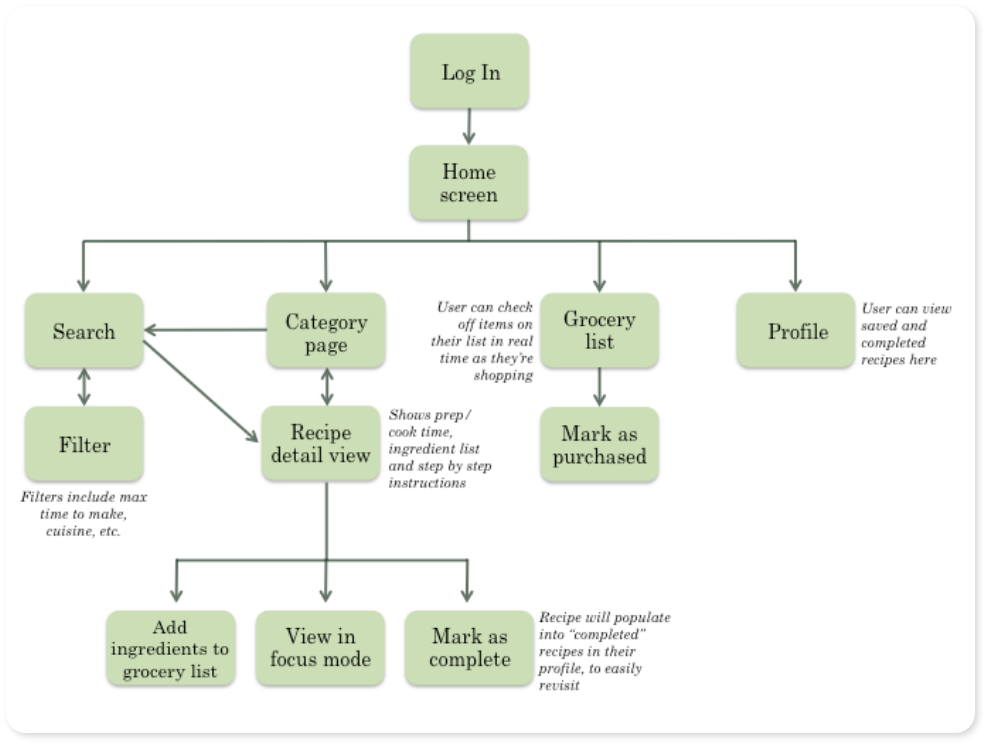 Log In
Home
screen
Search
Category
page
User can check
off items on
their list in real
time as they're
shopping
Grocery
list
Profile
User can view
saved and
completed
recipes here
Filter
Filters include max
time to make,
cuisine, etc.
Recipe
detail view
Shows prep/
cook time,
ingredient list
and step by step
instructions
Mark as
purchased
Add
ingredients to
grocery list
View in
focus mode
Mark as
complete
Recipe will populate
into “completed”
recipes in their
profile, to easily
revisit